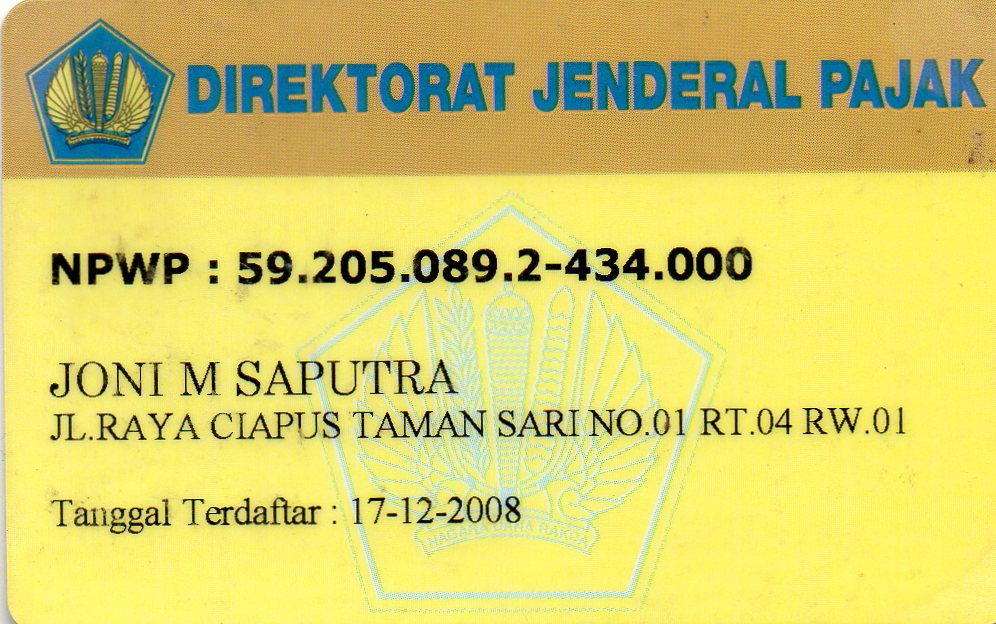 DIREKTORAT JENDERAL PAJAK
NPWP : 59.205.089.2-434.000
JONI M SAPUTRA
JL.RAYA CIAPUS TAMAN SARI NO.01 RT.04 RW.01
Tanggal Terdaftar : 17-12-2008
NAGARA DANA RAKCA